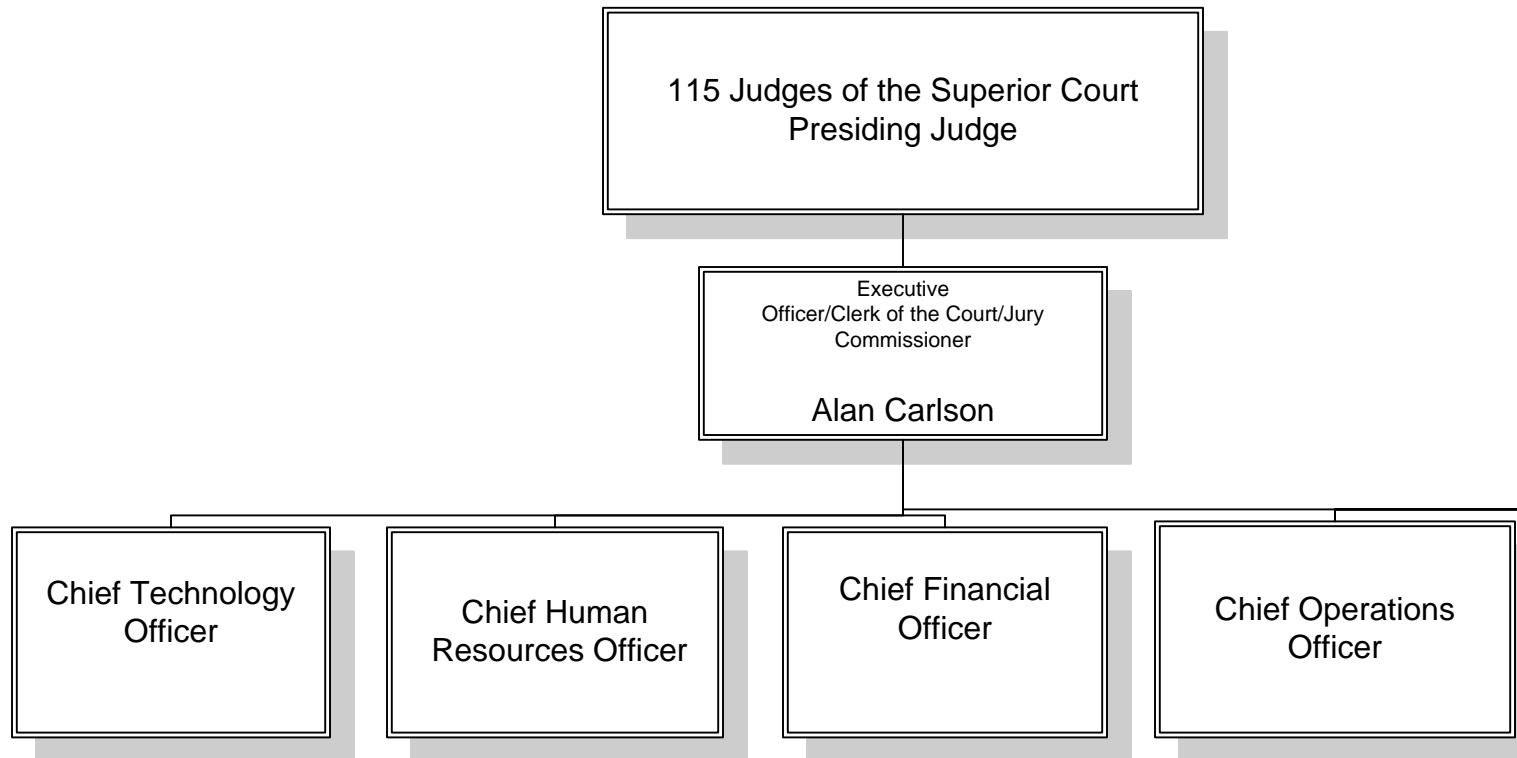 115 Judges of the Superior Court
Presiding Judge
Executive
Officer/Clerk of the Court/Jury
Commissioner
Alan Carlson
Chief Technology
Officer
Chief Human
Resources Officer
Chief Financial
Officer
Chief Operations
Officer